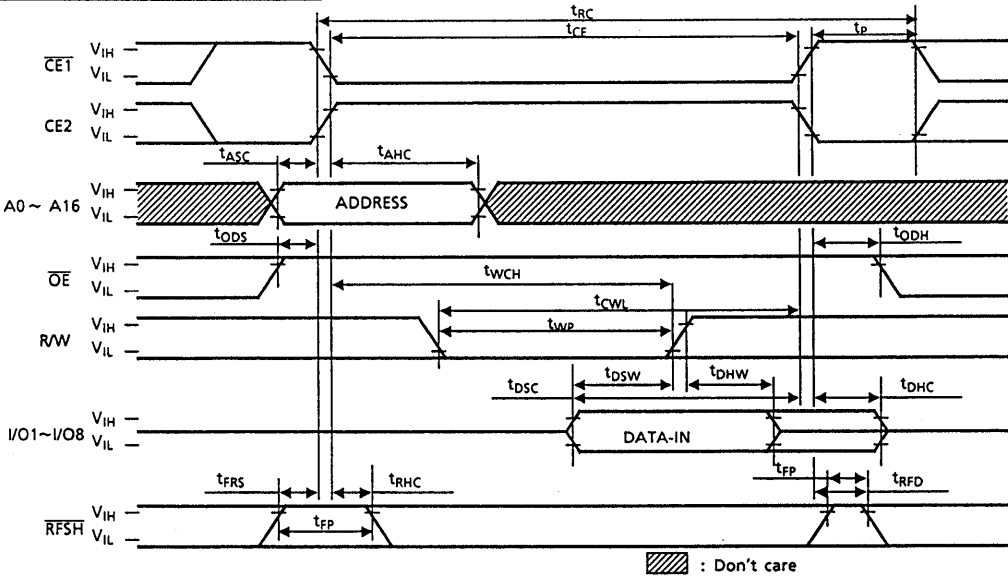 tRC
tCE
tP
CE1 VIH
VIL
CE2 VIH
VIL
tASC tAHC
A0 ~ A16 VIH
VIL
ADDRESS
tODS tODH
OE VIH
VIL
tWCH
tCWL
R/W VIH
VIL
tWP
tDSC tDSW tDHW tDHC
I/O1~I/O8 VIH
VIL
DATA-IN
tFRS tRHC tFP tRFD
RFSH VIH
VIL
tFP
: Don't care